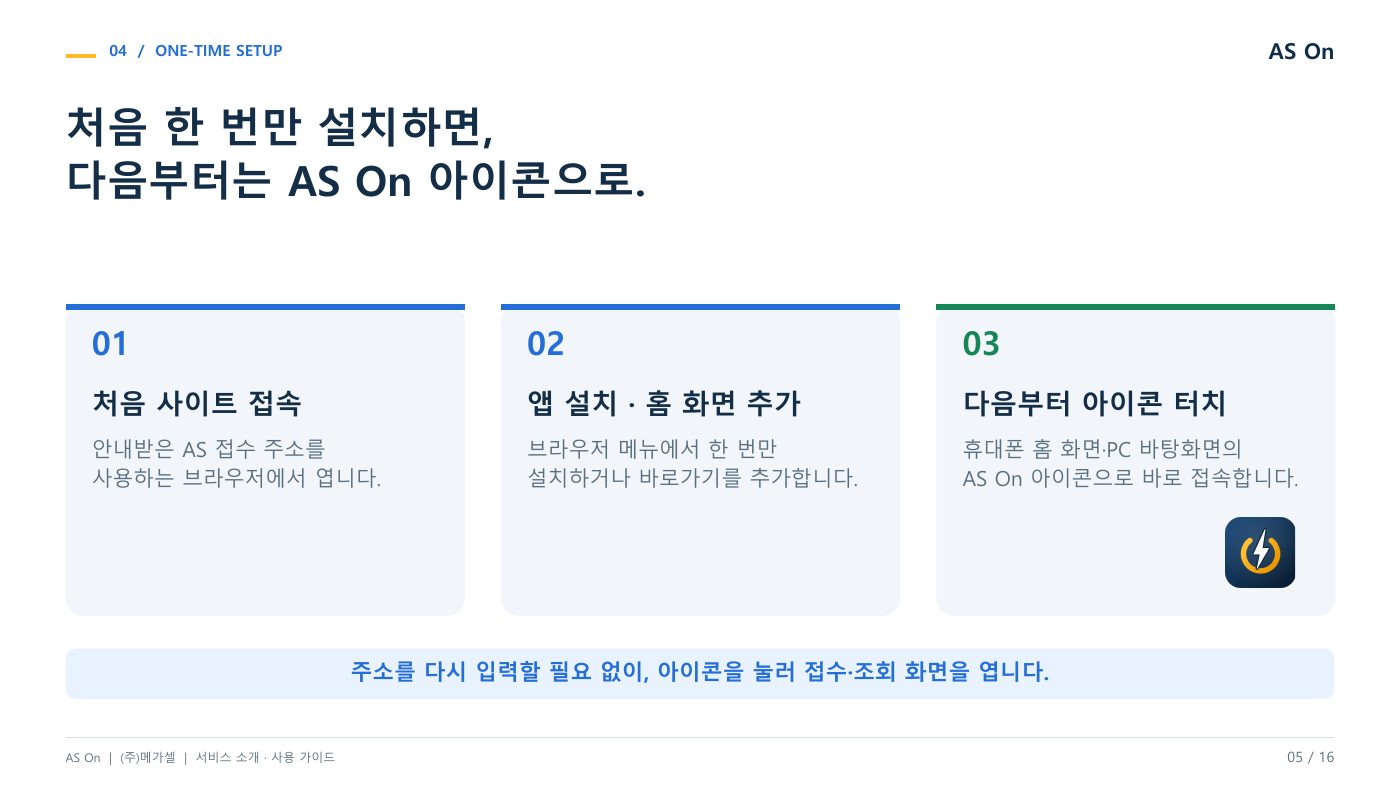 04 / ONE-TIME SETUP
AS On
처음 한 번만 설치하면,
다음부터는 AS On 아이콘으로.
01
처음 사이트 접속
안내받은 AS 접수 주소를
사용하는 브라우저에서 엽니다.
02
앱 설치 · 홈 화면 추가
브라우저 메뉴에서 한 번만
설치하거나 바로가기를 추가합니다.
03
다음부터 아이콘 터치
휴대폰 홈 화면·PC 바탕화면의
AS On 아이콘으로 바로 접속합니다.
주소를 다시 입력할 필요 없이, 아이콘을 눌러 접수·조회 화면을 엽니다.
AS On | (주)메가셀 | 서비스 소개 · 사용 가이드
05 / 16